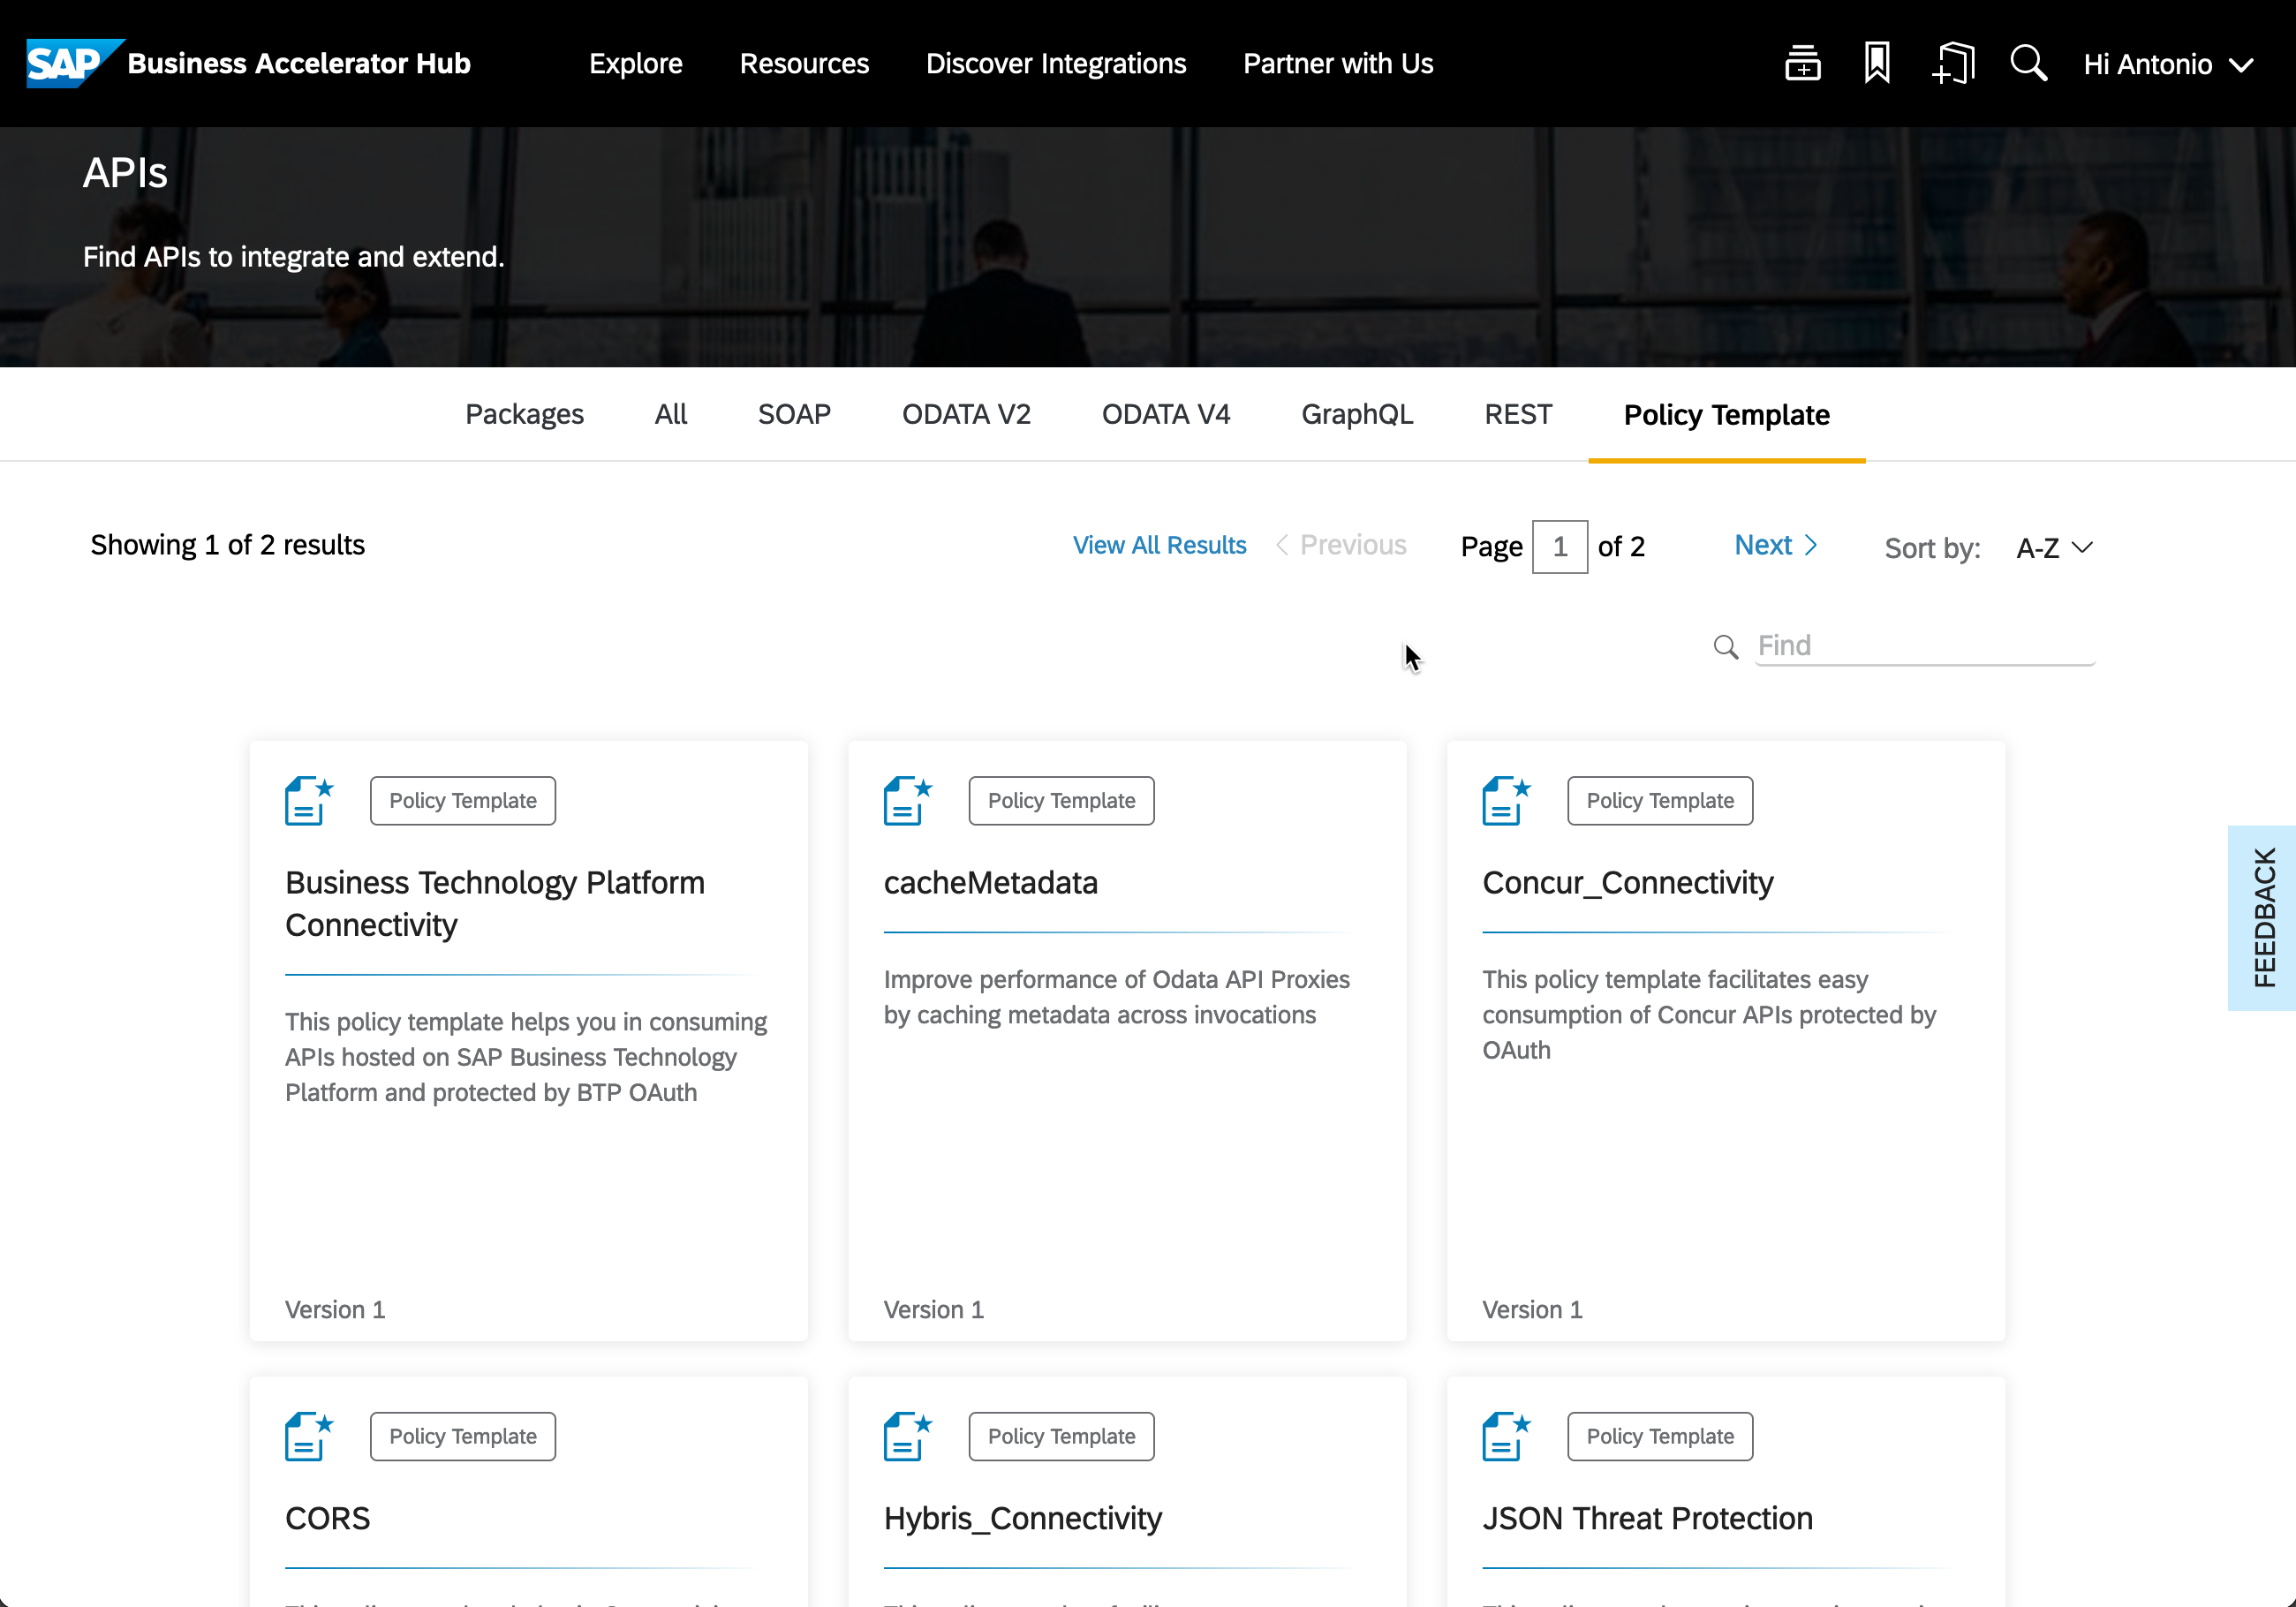 SAP Business Accelerator Hub
Explore
Resources
Discover Integrations
Partner with Us
Hi Antonio
APIs
Find APIs to integrate and extend.
Packages
All
SOAP
ODATA V2
ODATA V4
GraphQL
REST
Policy Template
Showing 1 of 2 results
View All Results
Previous
Page 1 of 2
Next
Sort by: A-Z
Find
Policy Template
Business Technology Platform
Connectivity
This policy template helps you in consuming
APIs hosted on SAP Business Technology
Platform and protected by BTP OAuth
Version 1
Policy Template
cacheMetadata
Improve performance of Odata API Proxies
by caching metadata across invocations
Version 1
Policy Template
Concur_Connectivity
This policy template facilitates easy
consumption of Concur APIs protected by
OAuth
Version 1
FEEDBACK
Policy Template
CORS
Policy Template
Hybris_Connectivity
Policy Template
JSON Threat Protection